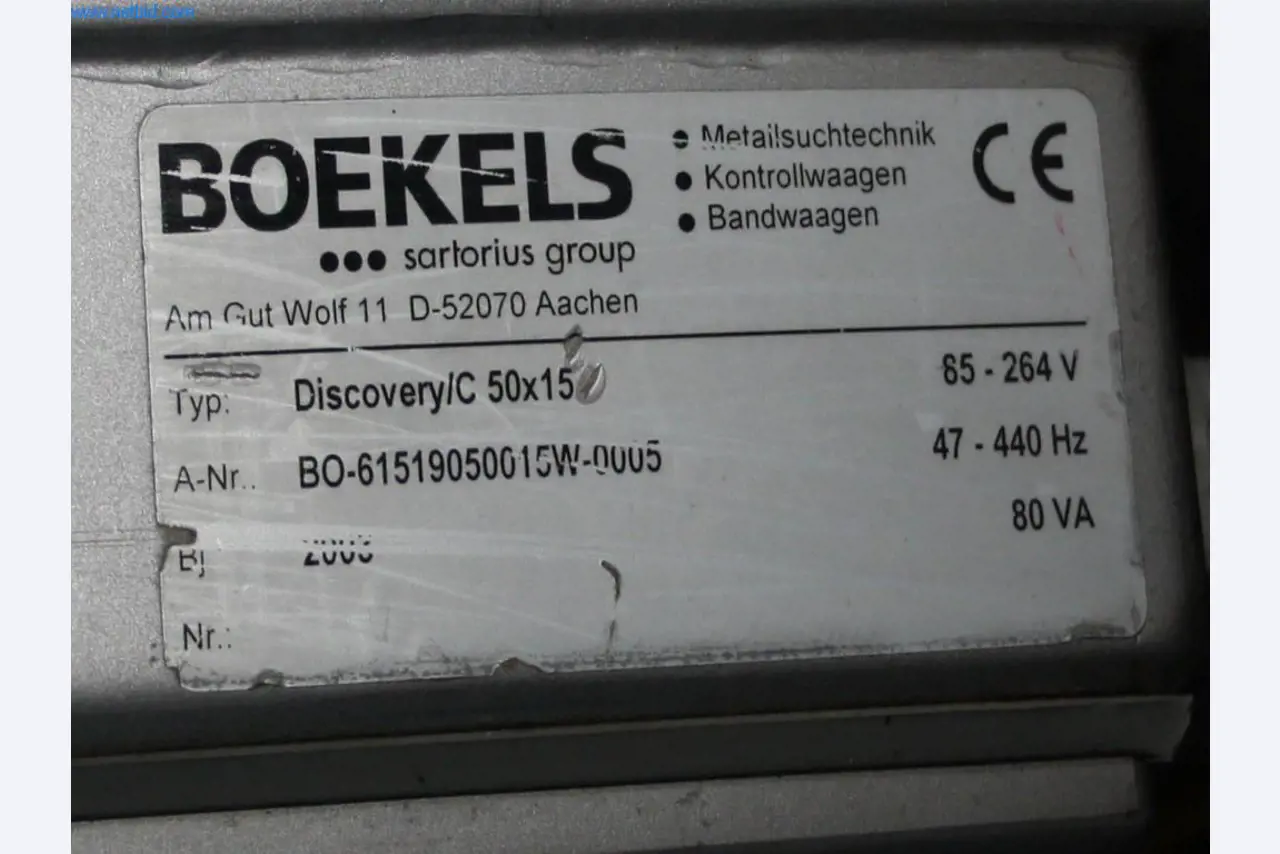 BOEKELS
sartorius group
Am Gut Wolf 11 D-52070 Aachen
• Metallsuchtechnik
• Kontrollwaagen
• Bandwaagen
CE
Typ: Discovery/C 50x15
85 - 264 V
A-Nr.: BO-61519050015W-0005
47 - 440 Hz
80 VA
Bj
Nr.: